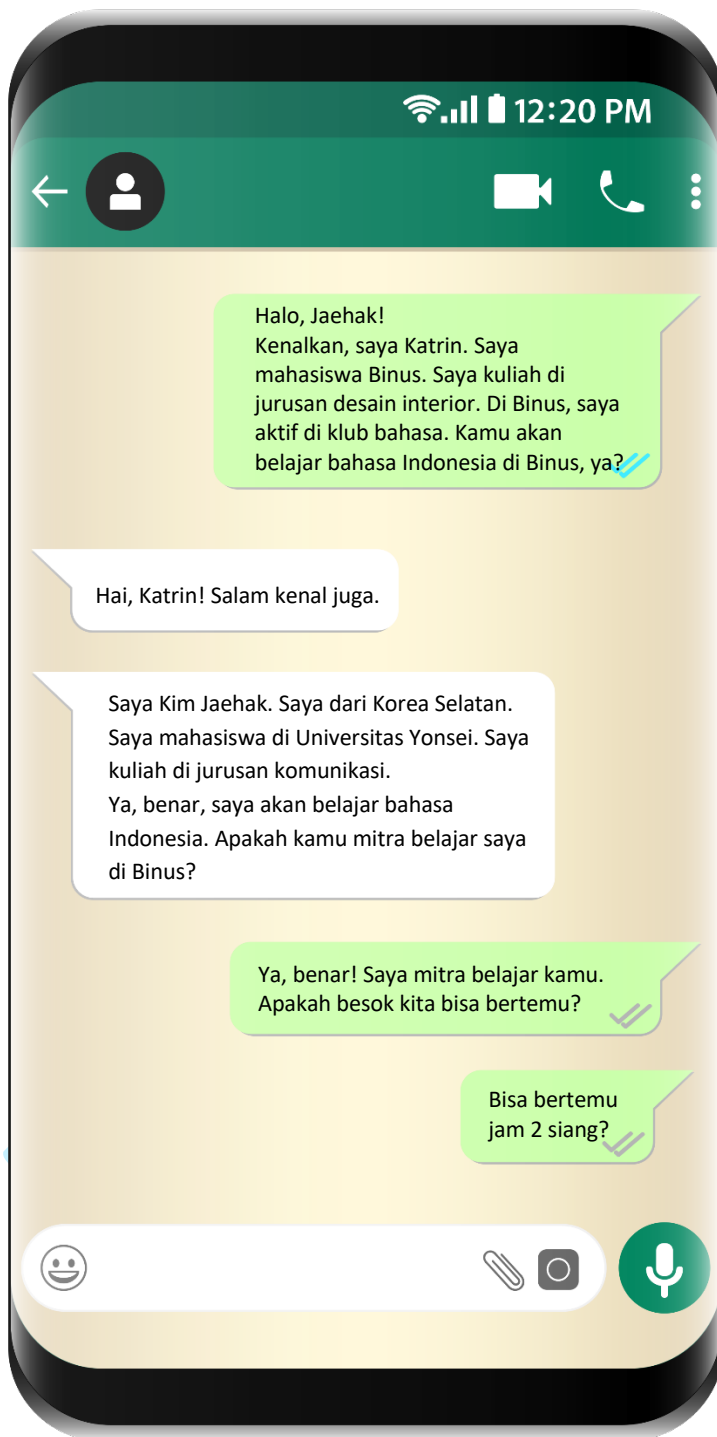 12:20 PM
Halo, Jaehak!
Kenalkan, saya Katrin. Saya
mahasiswa Binus. Saya kuliah di
jurusan desain interior. Di Binus, saya
aktif di klub bahasa. Kamu akan
belajar bahasa Indonesia di Binus, ya?
Hai, Katrin! Salam kenal juga.
Saya Kim Jaehak. Saya dari Korea Selatan.
Saya mahasiswa di Universitas Yonsei. Saya
kuliah di jurusan komunikasi.
Ya, benar, saya akan belajar bahasa
Indonesia. Apakah kamu mitra belajar saya
di Binus?
Ya, benar! Saya mitra belajar kamu.
Apakah besok kita bisa bertemu?
Bisa bertemu
jam 2 siang?